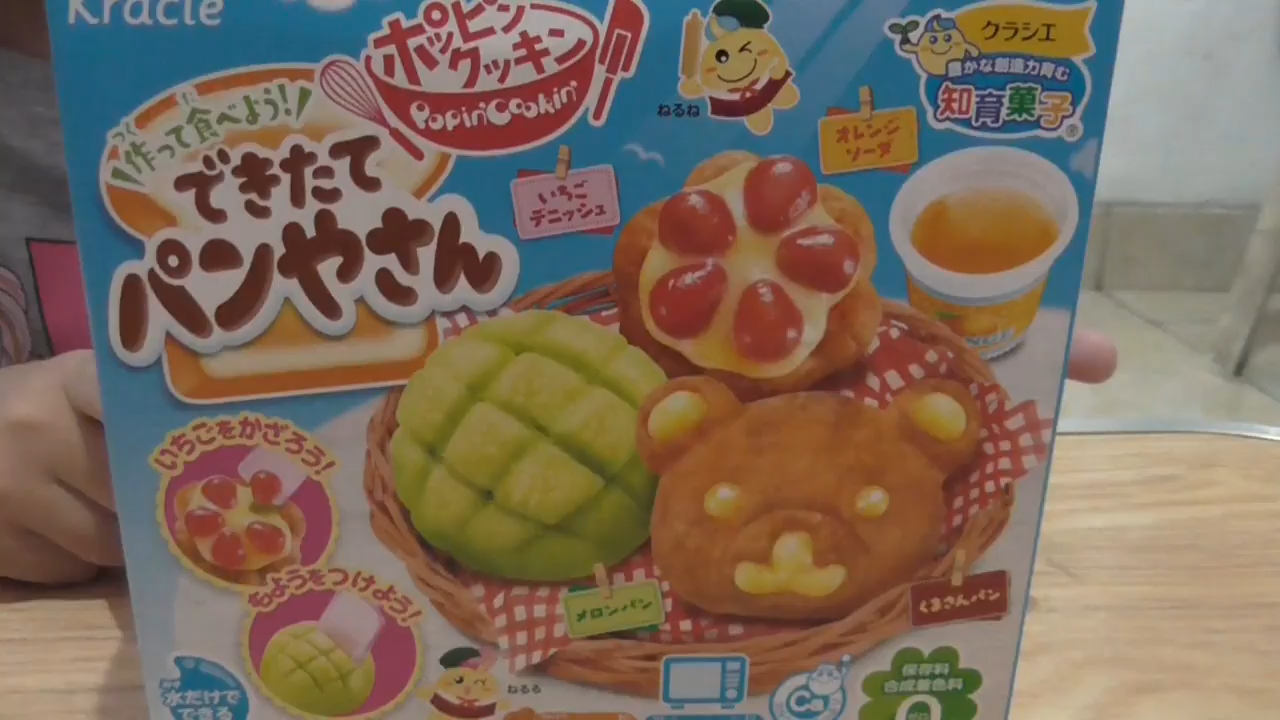 Kracie
ポッピン
クッキン
Popin'Cookin'
つく た
作って食べよう!
できたて
パンやさん
ねるね
クラシエ
豊かな創造力育む
知育菓子®
オレンジ
ソーダ
いちご
デニッシュ
いちごをかざろう!
もようをつけよう!
メロンパン
くまさんパン
水だけで
できる
ねるる
Ca
保存料
合成着色料
0